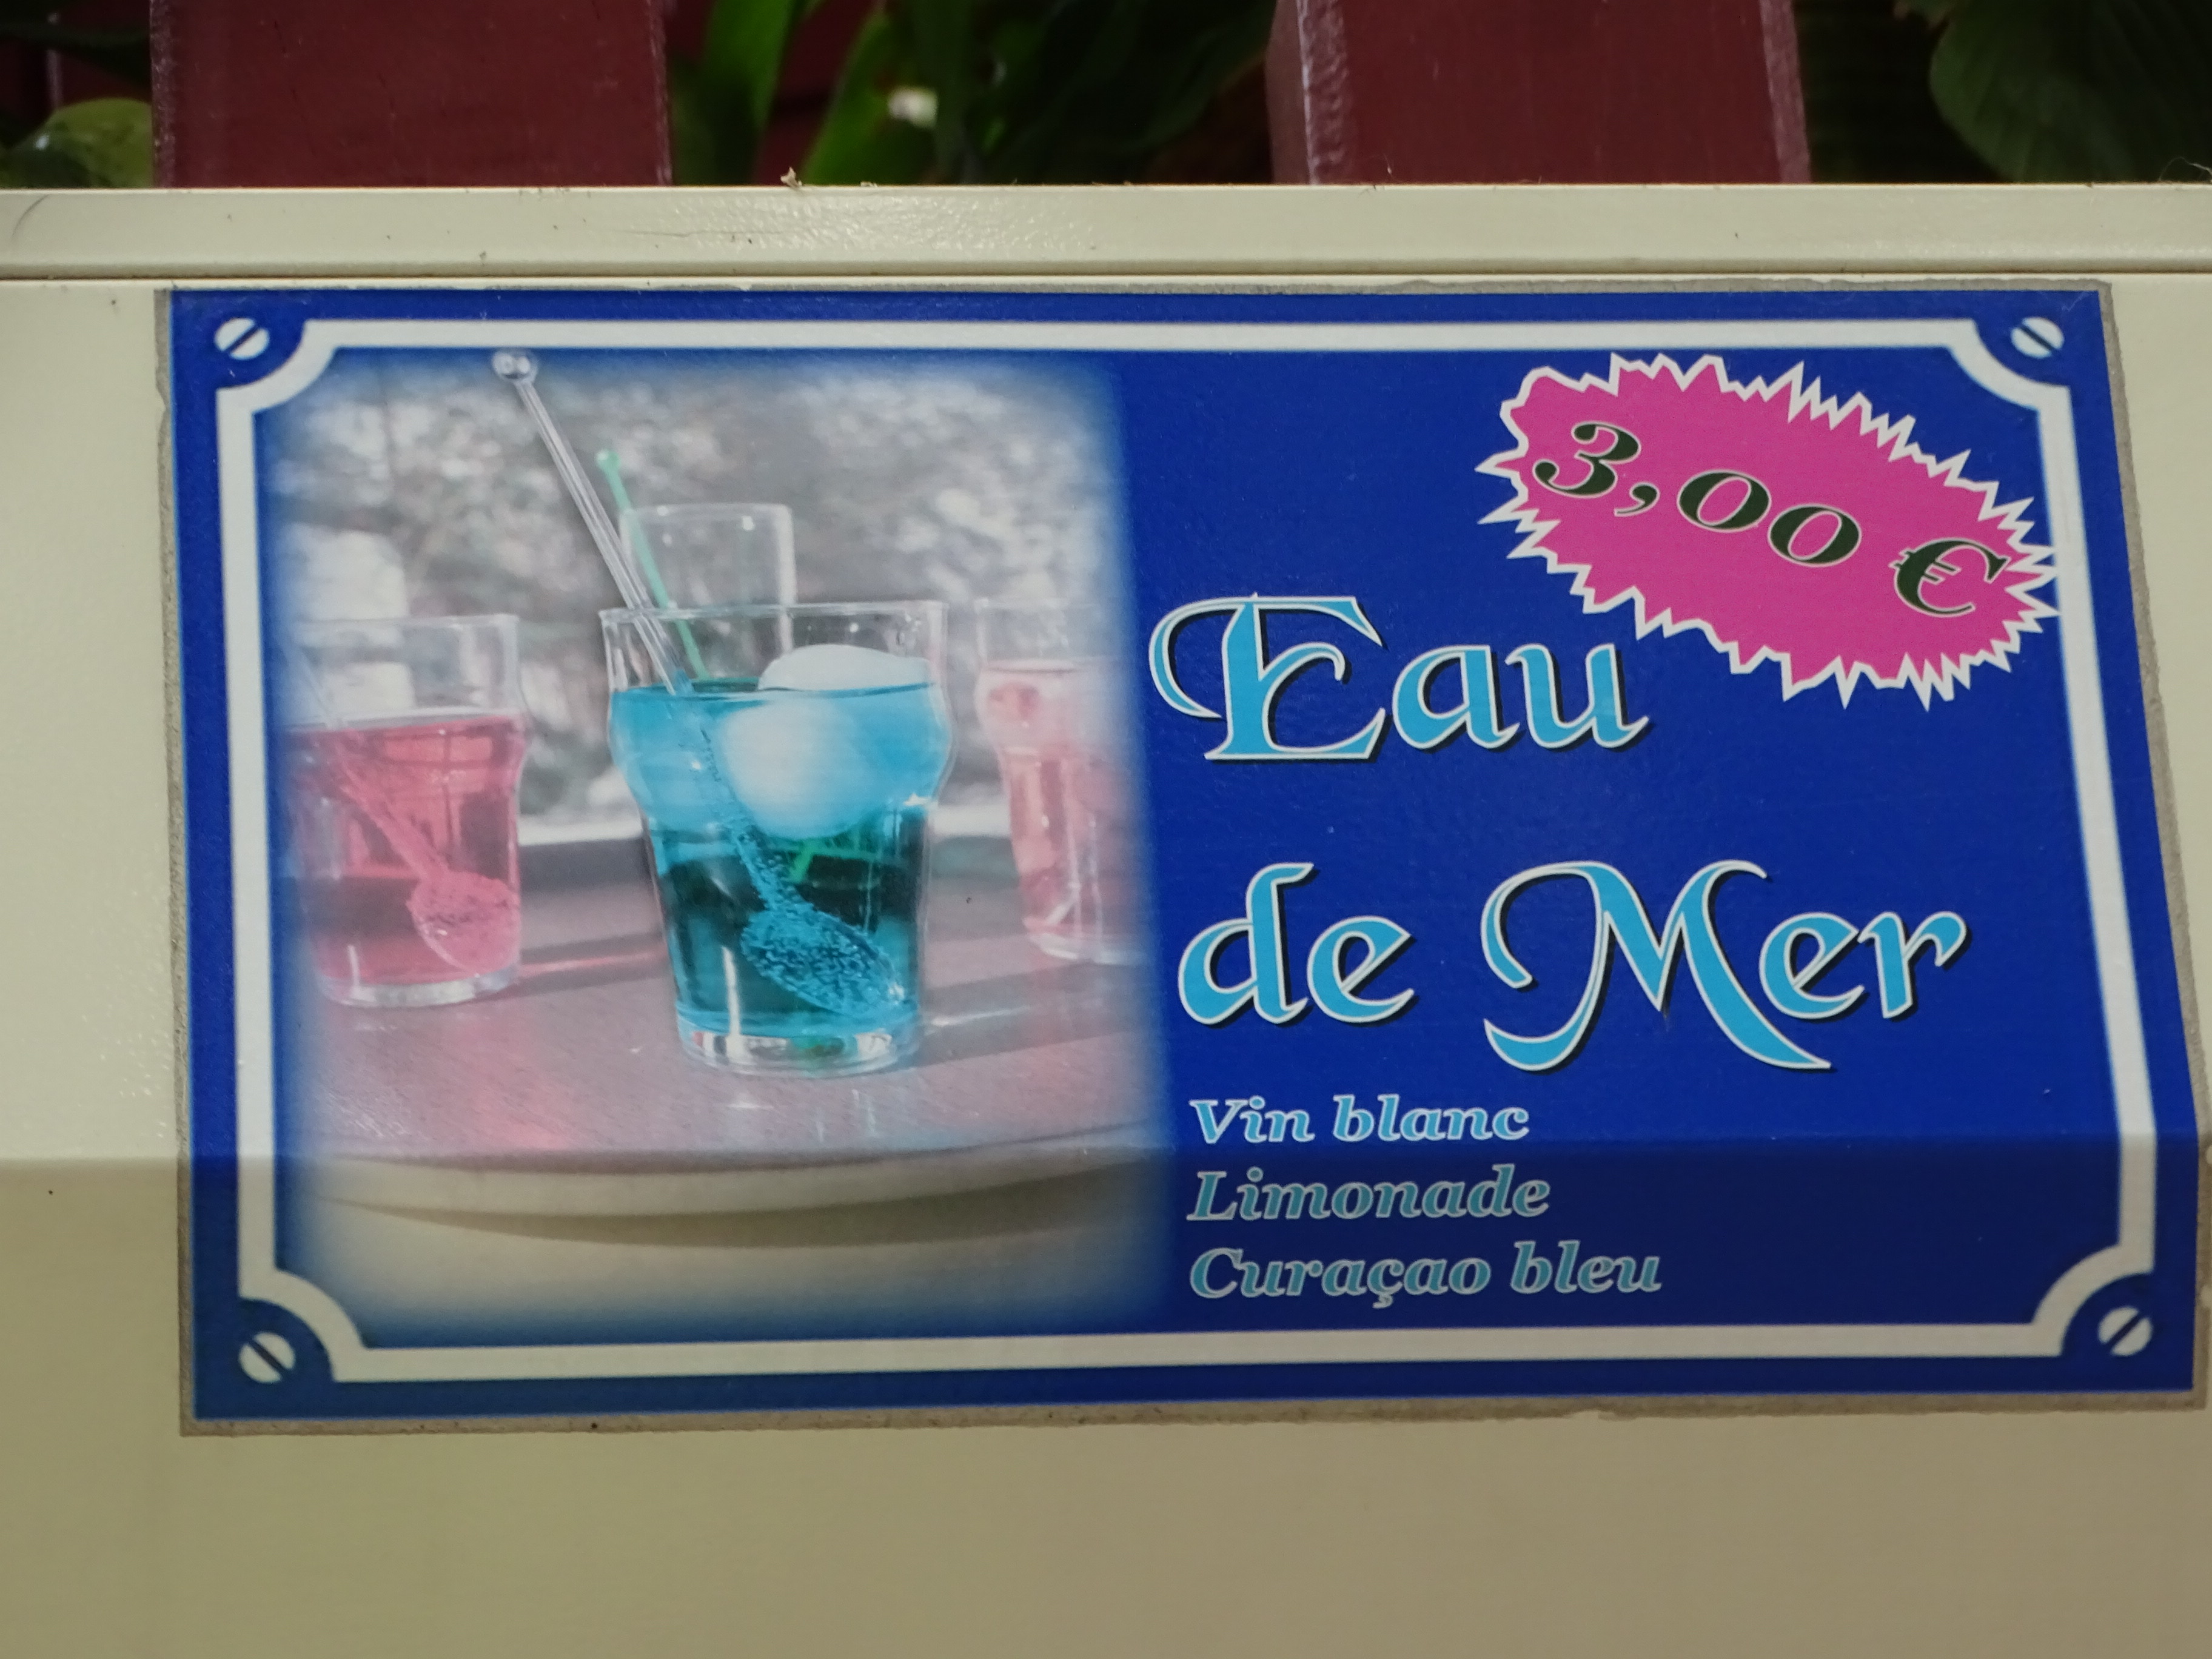 3,00 €
Eau
de Mer
Vin blanc
Limonade
Curaçao bleu